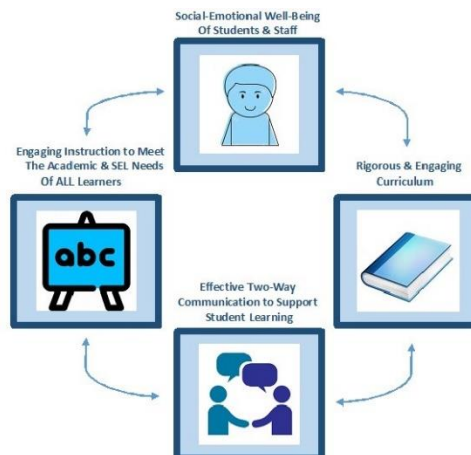 Social-Emotional Well-Being
Of Students & Staff
Engaging Instruction to Meet
The Academic & SEL Needs
Of ALL Learners
abc
Rigorous & Engaging
Curriculum
Effective Two-Way
Communication to Support
Student Learning